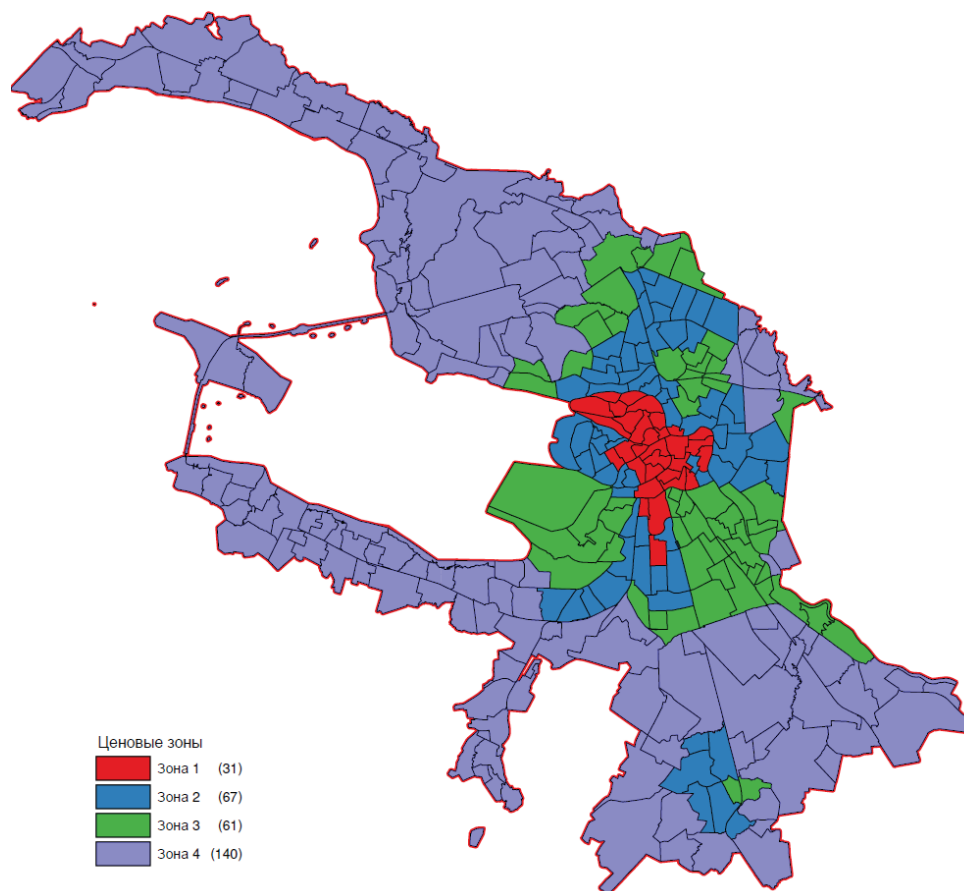 Ценовые зоны
Зона 1 (31)
Зона 2 (67)
Зона 3 (61)
Зона 4 (140)